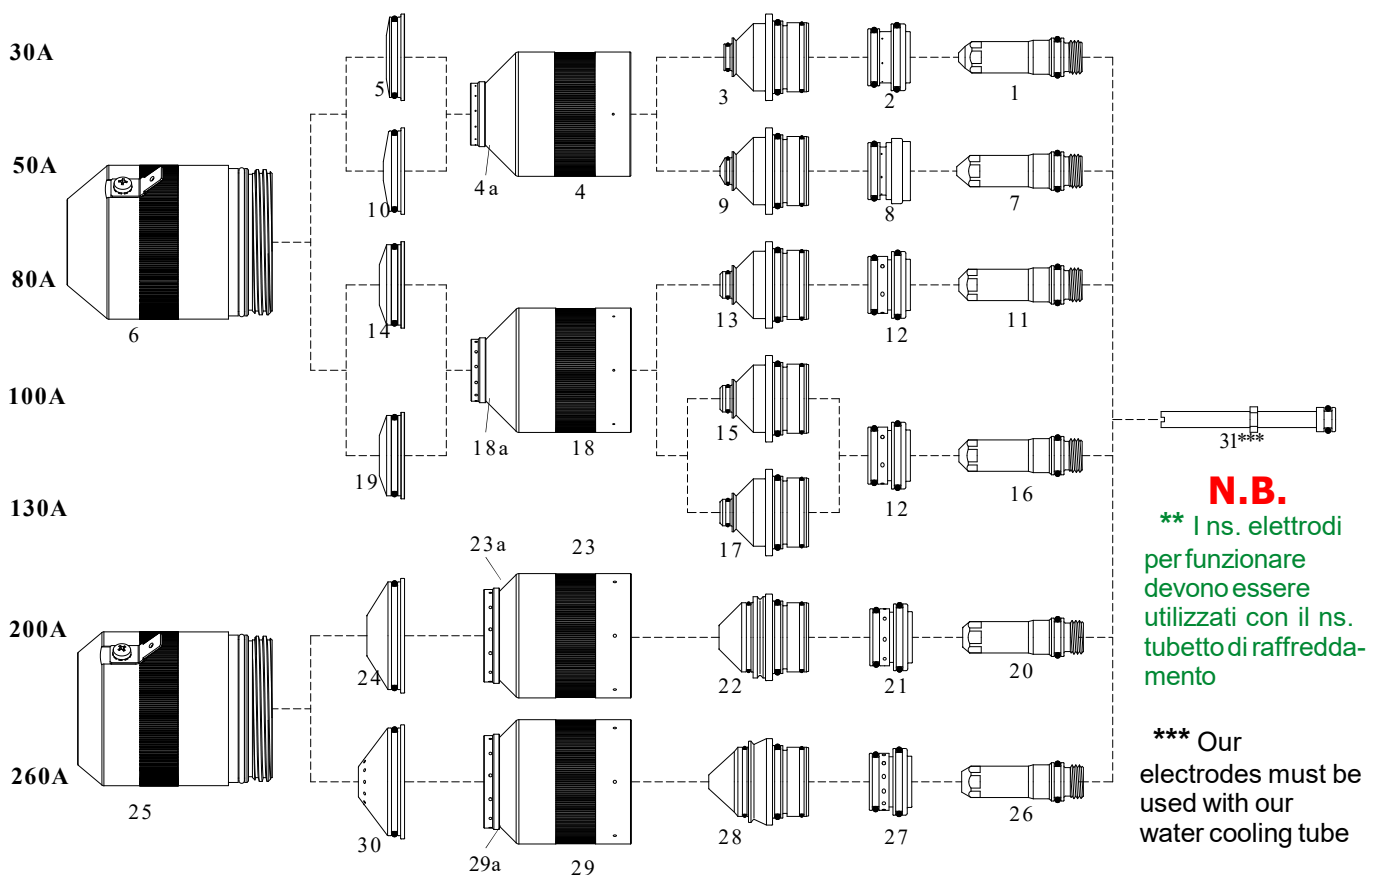 30A
5
3
2
1
50A
4a
4
10
9
8
7
80A
6
14
13
12
11
100A
18a
18
19
15
12
16
31***
130A
17
N.B.
** I ns. elettrodi
per funzionare
devono essere
utilizzati con il ns.
tubetto di raffredda-
mento
23a
23
200A
24
22
21
20
*** Our
electrodes must be
used with our
water cooling tube
260A
25
30
29a
29
28
27
26